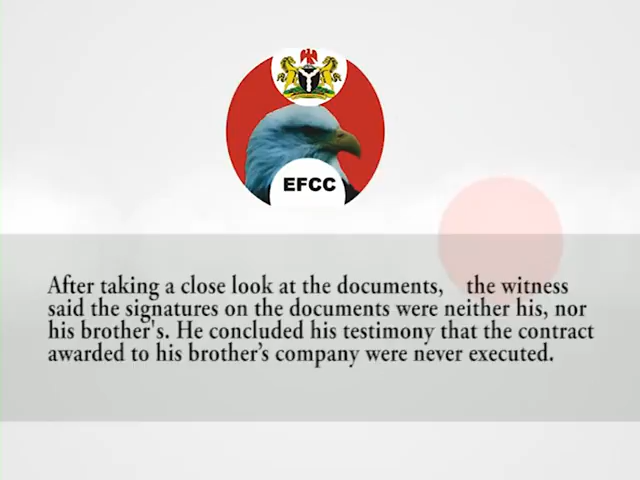 EFCC
After taking a close look at the documents, the witness
said the signatures on the documents were neither his, nor
his brother's. He concluded his testimony that the contract
awarded to his brother’s company were never executed.